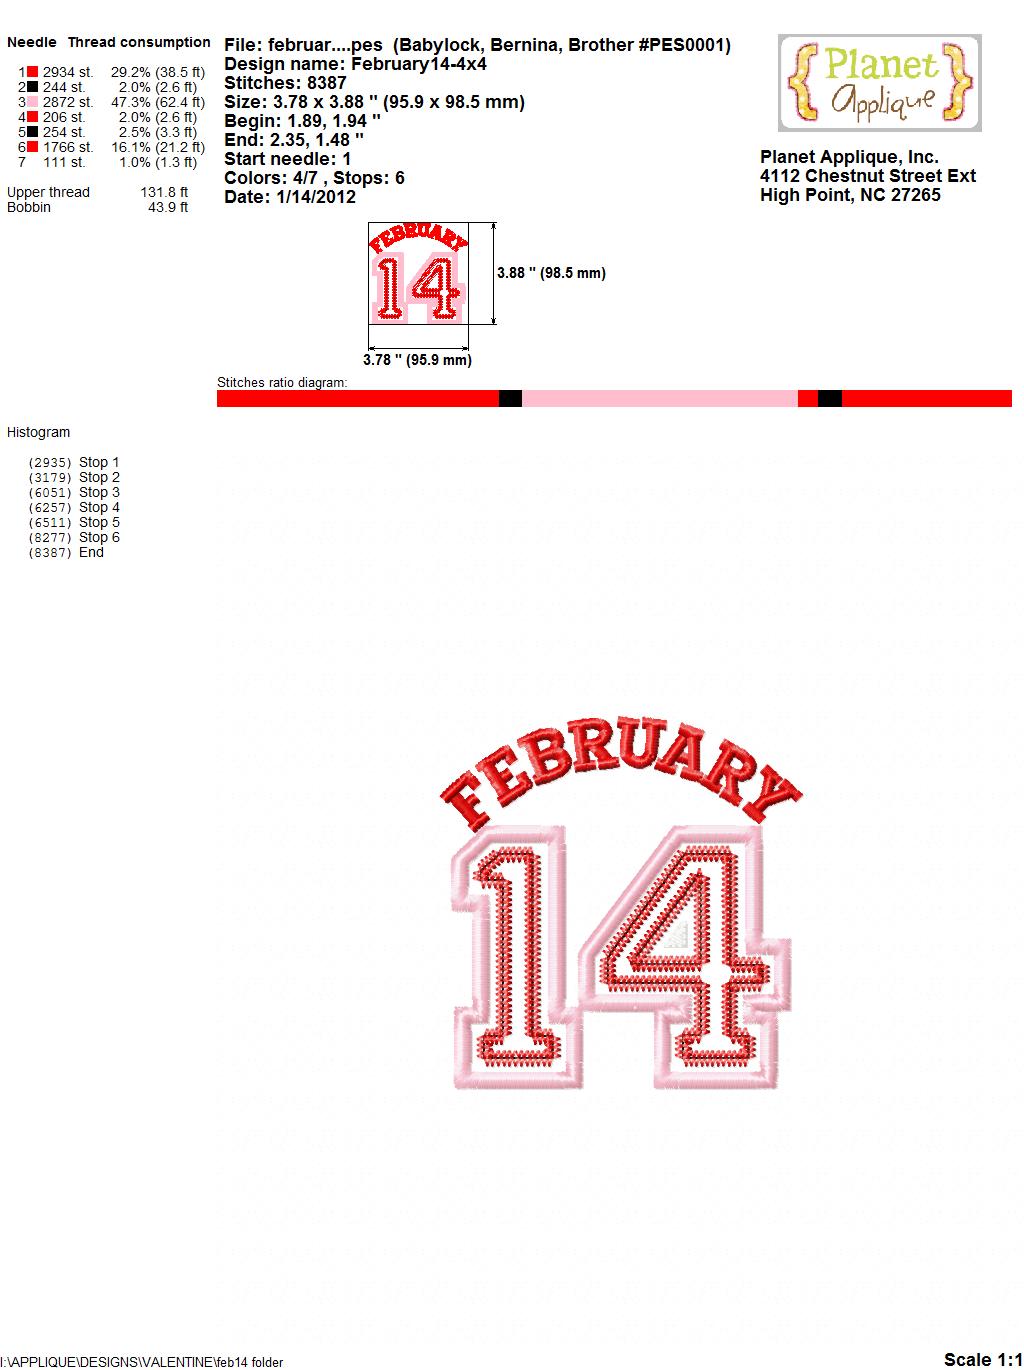 Needle Thread consumption
1 2934 st. 29.2% (38.5 ft)
2 244 st. 2.0% (2.6 ft)
3 2872 st. 47.3% (62.4 ft)
4 206 st. 2.0% (2.6 ft)
5 254 st. 2.5% (3.3 ft)
6 1766 st. 16.1% (21.2 ft)
7 111 st. 1.0% (1.3 ft)
Upper thread 131.8 ft
Bobbin 43.9 ft
File: februar....pes (Babylock, Bernina, Brother #PES0001)
Design name: February14-4x4
Stitches: 8387
Size: 3.78 x 3.88 " (95.9 x 98.5 mm)
Begin: 1.89, 1.94 "
End: 2.35, 1.48 "
Start needle: 1
Colors: 4/7 , Stops: 6
Date: 1/14/2012
Planet
Applique
Planet Applique, Inc.
4112 Chestnut Street Ext
High Point, NC 27265
FEBRUARY
14
3.88 " (98.5 mm)
3.78 " (95.9 mm)
Stitches ratio diagram:
Histogram
(2935) Stop 1
(3179) Stop 2
(6051) Stop 3
(6257) Stop 4
(6511) Stop 5
(8277) Stop 6
(8387) End
FEBRUARY
14
I:\APPLIQUE\DESIGNS\VALENTINE\feb14 folder
Scale 1:1